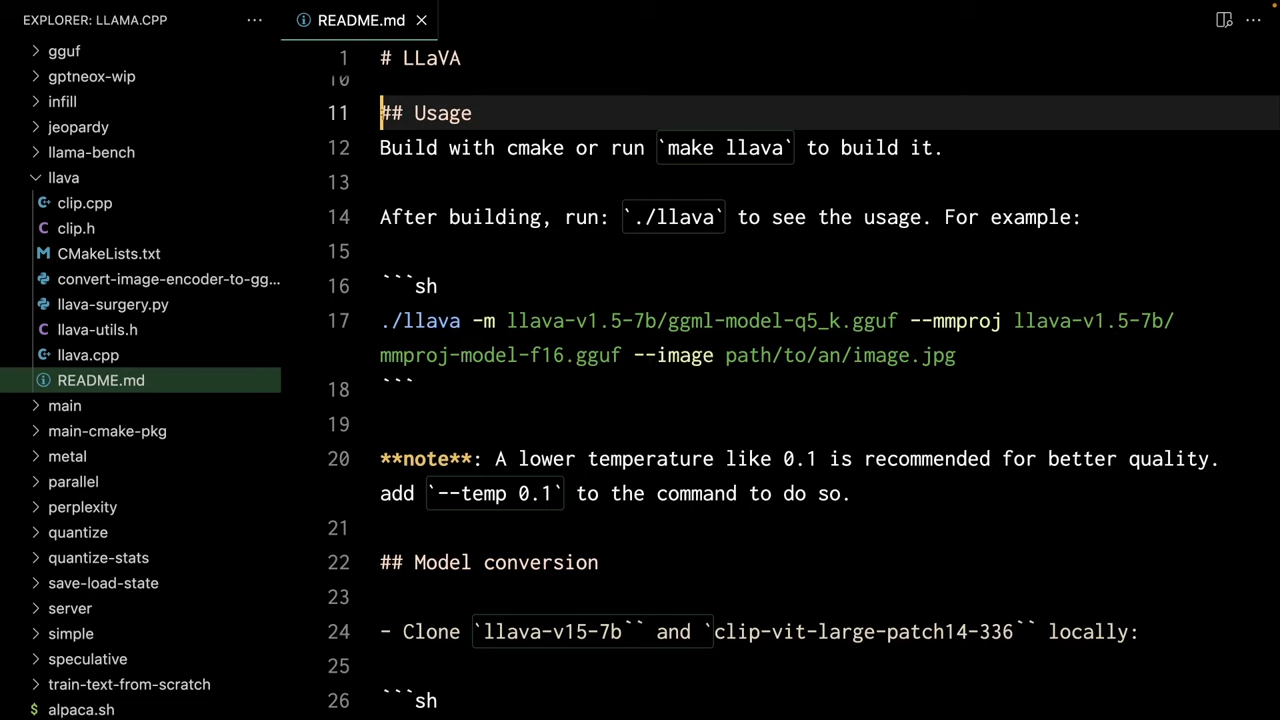 EXPLORER: LLAMA.CPP
gguf
gptneox-wip
infill
jeopardy
llama-bench
llava
clip.cpp
clip.h
CMakeLists.txt
convert-image-encoder-to-gg...
llava-surgery.py
llava-utils.h
llava.cpp
README.md
main
main-cmake-pkg
metal
parallel
perplexity
quantize
quantize-stats
save-load-state
server
simple
speculative
train-text-from-scratch
alpaca.sh
README.md
1 # LLaVA
10
11 ## Usage
12 Build with cmake or run `make llava` to build it.
13
14 After building, run: `./llava` to see the usage. For example:
15
16 ```sh
17 ./llava -m llava-v1.5-7b/ggml-model-q5_k.gguf --mmproj llava-v1.5-7b/
mmproj-model-f16.gguf --image path/to/an/image.jpg
18 ```
19
20 **note**: A lower temperature like 0.1 is recommended for better quality.
add `--temp 0.1` to the command to do so.
21
22 ## Model conversion
23
24 - Clone `llava-v15-7b`` and `clip-vit-large-patch14-336`` locally:
25
26 ```sh